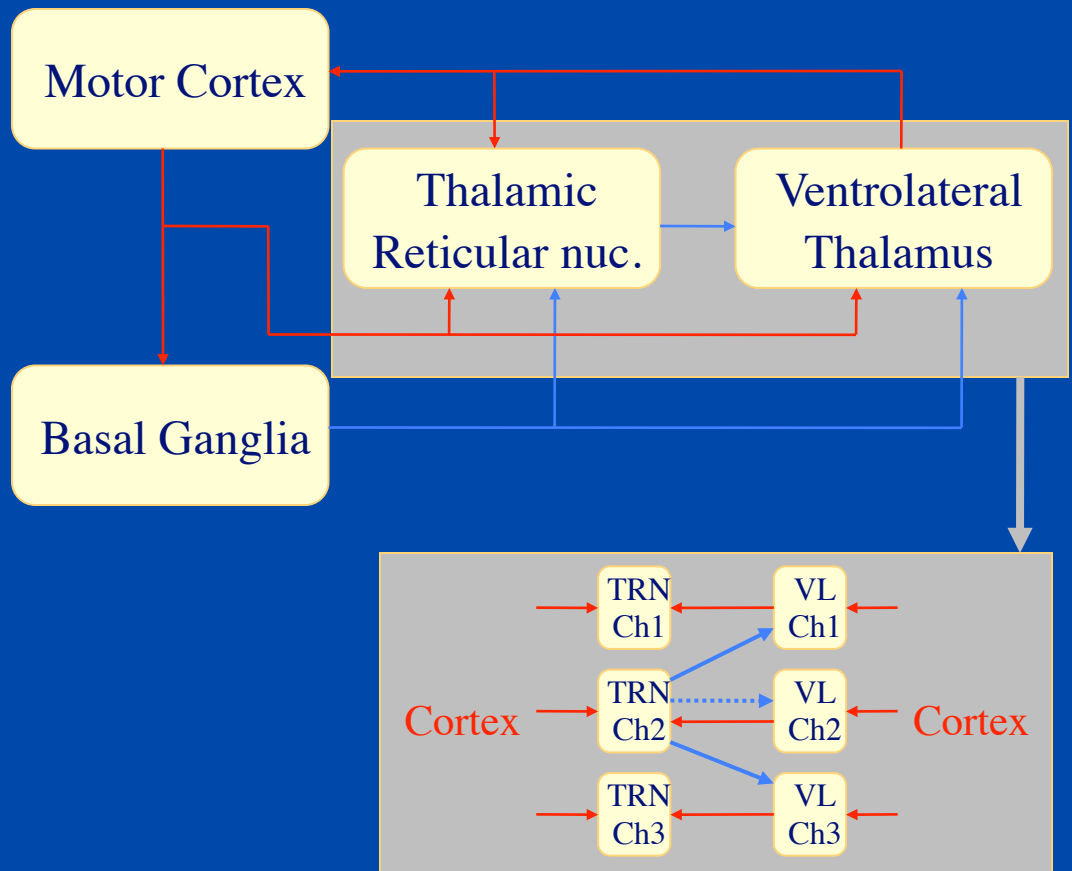 Motor Cortex
Thalamic
Reticular nuc.
Ventrolateral
Thalamus
Basal Ganglia
TRN
Ch1
VL
Ch1
TRN
Ch2
VL
Ch2
Cortex
Cortex
TRN
Ch3
VL
Ch3